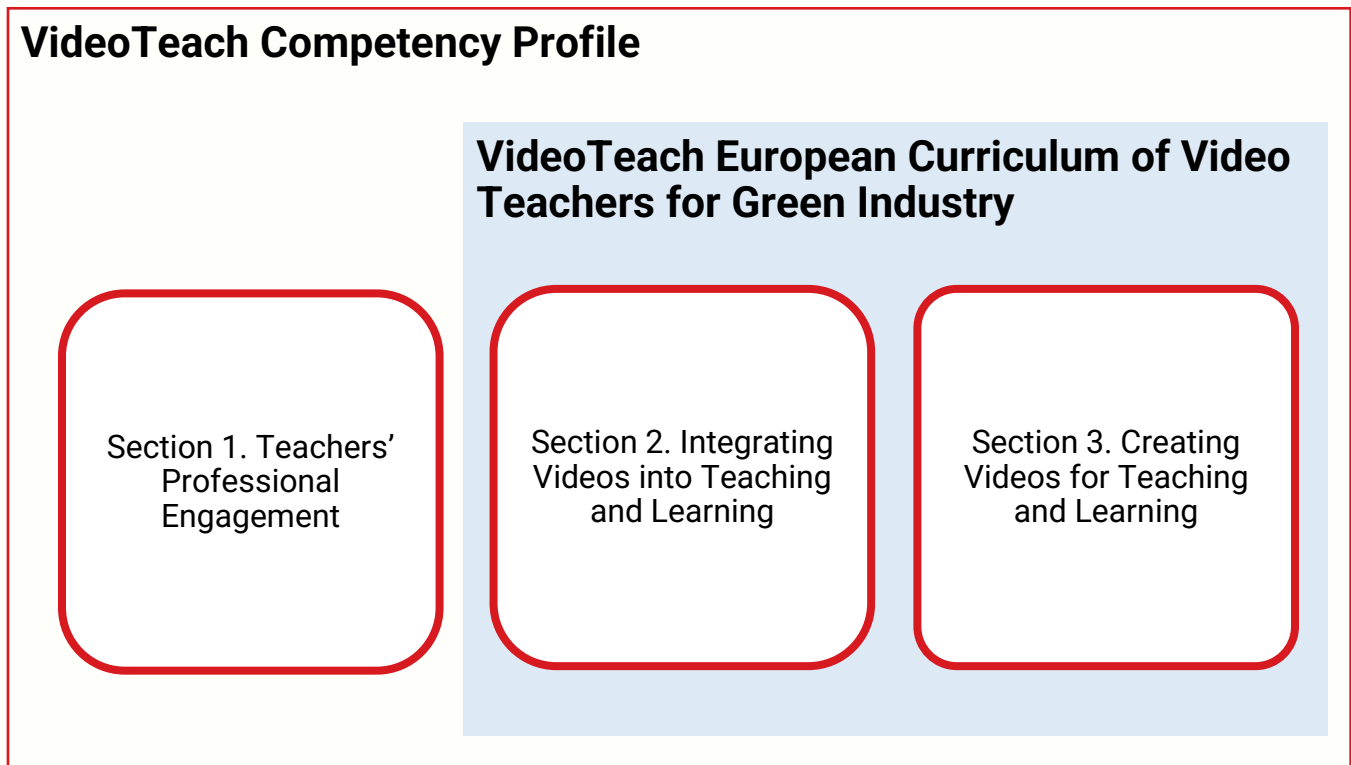 VideoTeach Competency Profile
VideoTeach European Curriculum of Video
Teachers for Green Industry
Section 1. Teachers’
Professional
Engagement
Section 2. Integrating
Videos into Teaching
and Learning
Section 3. Creating
Videos for Teaching
and Learning